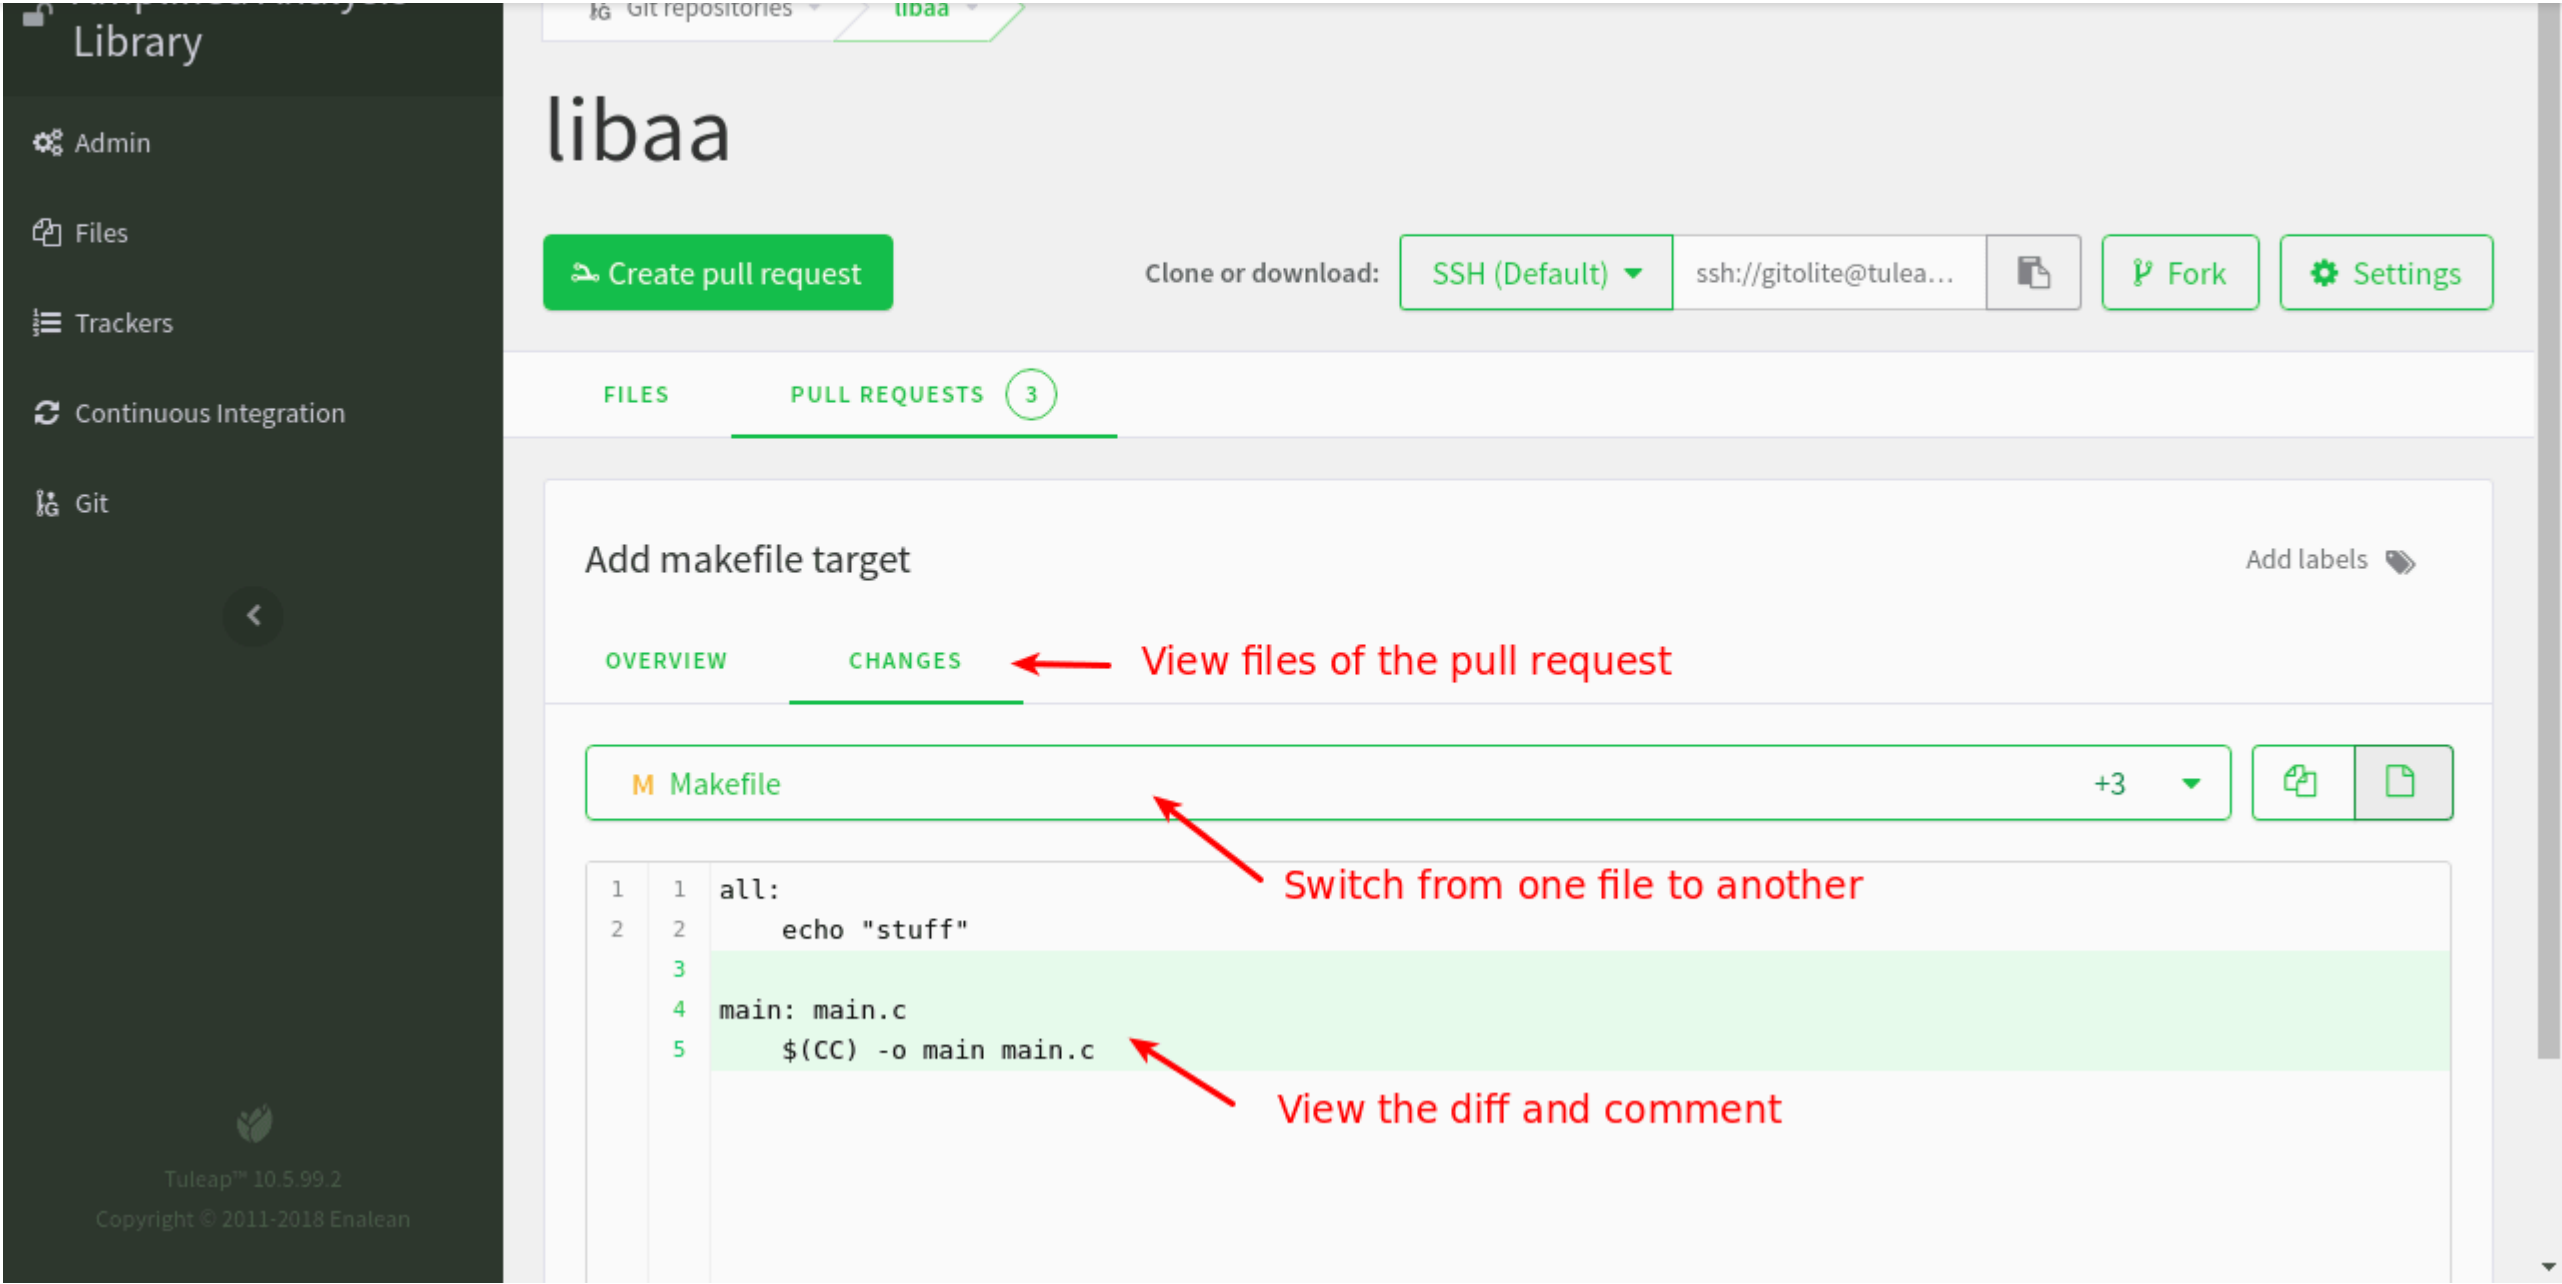 Library
Admin
Files
Trackers
Continuous Integration
Git
Tuleap™ 10.5.99.2
Copyright © 2011-2018 Enalean
Git repositories
libaa
libaa
Create pull request
Clone or download: SSH (Default) ssh://gitolite@tulea... Fork Settings
FILES PULL REQUESTS 3
Add makefile target Add labels
OVERVIEW CHANGES View files of the pull request
M Makefile +3
Switch from one file to another
1 1 all:
2 2 echo "stuff"
3
4 main: main.c
5 $(CC) -o main main.c
View the diff and comment